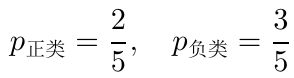 p正类 = 2/5, p负类 = 3/5